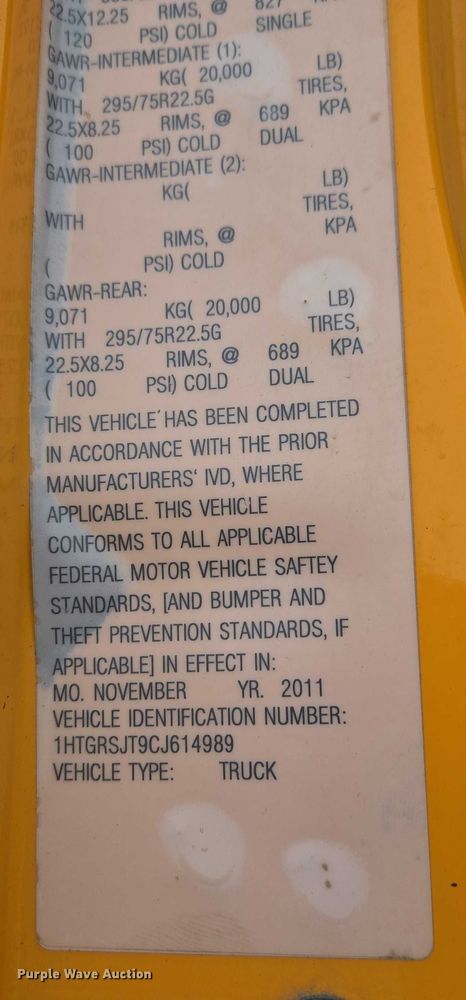 22.5X12.25 RIMS, @ 827
( 120 PSI) COLD SINGLE
GAWR-INTERMEDIATE (1):
9,071 KG( 20,000 LB)
WITH 295/75R22.5G TIRES,
22.5X8.25 RIMS, @ 689 KPA
( 100 PSI) COLD DUAL
GAWR-INTERMEDIATE (2):
KG( LB)
WITH TIRES,
RIMS, @ KPA
( PSI) COLD
GAWR-REAR:
9,071 KG( 20,000 LB)
WITH 295/75R22.5G TIRES,
22.5X8.25 RIMS, @ 689 KPA
( 100 PSI) COLD DUAL
THIS VEHICLE HAS BEEN COMPLETED
IN ACCORDANCE WITH THE PRIOR
MANUFACTURERS' IVD, WHERE
APPLICABLE. THIS VEHICLE
CONFORMS TO ALL APPLICABLE
FEDERAL MOTOR VEHICLE SAFTEY
STANDARDS, [AND BUMPER AND
THEFT PREVENTION STANDARDS, IF
APPLICABLE] IN EFFECT IN:
MO. NOVEMBER YR. 2011
VEHICLE IDENTIFICATION NUMBER:
1HTGRSJT9CJ614989
VEHICLE TYPE: TRUCK
Purple Wave Auction